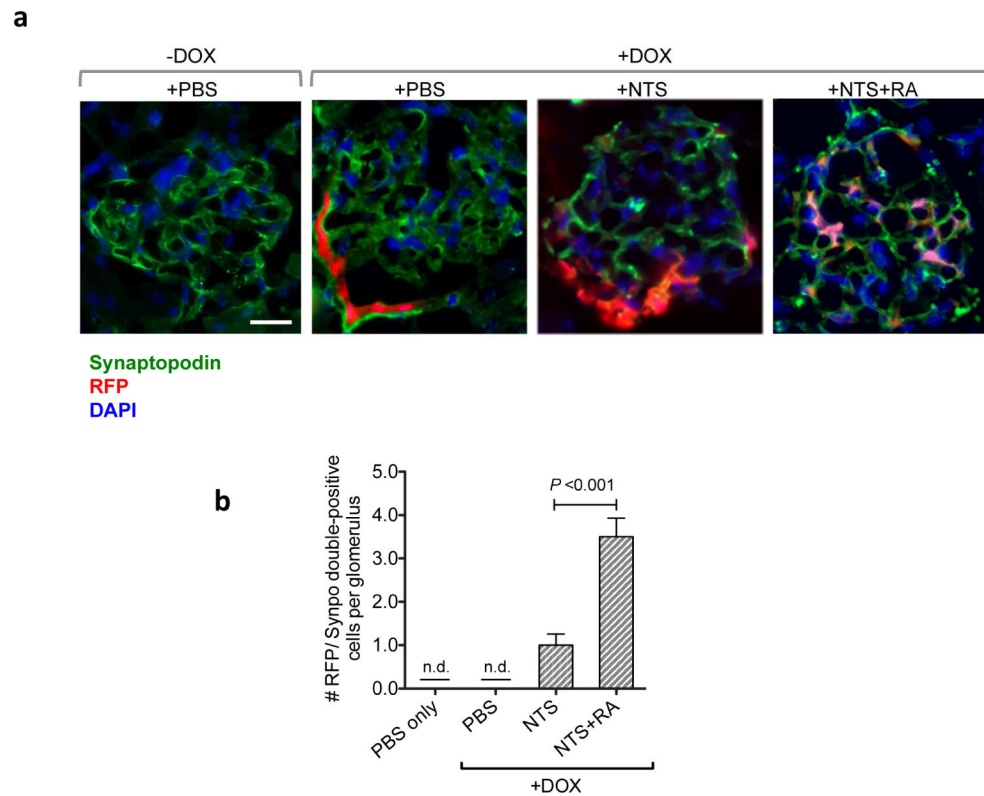 a
-DOX
+DOX
+PBS
+PBS
+NTS
+NTS+RA
Synaptopodin
RFP
DAPI
b
# RFP/ Synpo double-positive
cells per glomerulus
5.0
4.0
3.0
2.0
1.0
0.0
P <0.001
n.d.
n.d.
PBS only
PBS
NTS
NTS+RA
+DOX